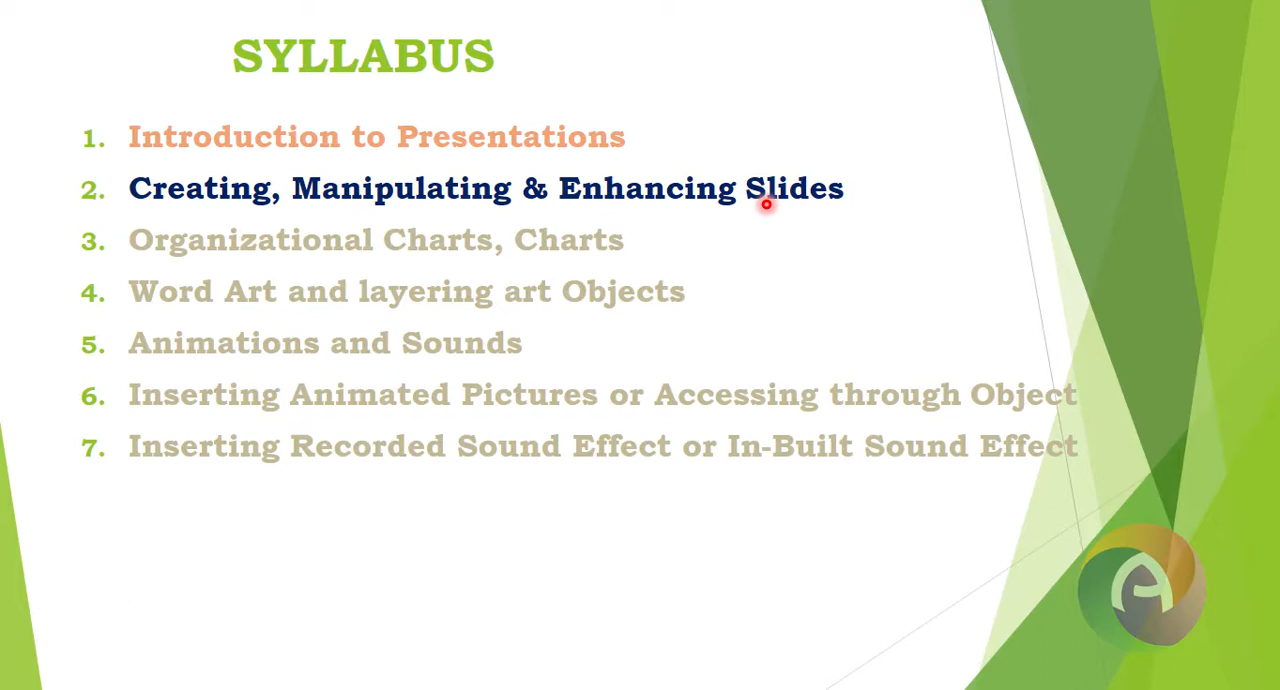 SYLLABUS
1. Introduction to Presentations
2. Creating, Manipulating & Enhancing Slides
3. Organizational Charts, Charts
4. Word Art and layering art Objects
5. Animations and Sounds
6. Inserting Animated Pictures or Accessing through Object
7. Inserting Recorded Sound Effect or In-Built Sound Effect
A